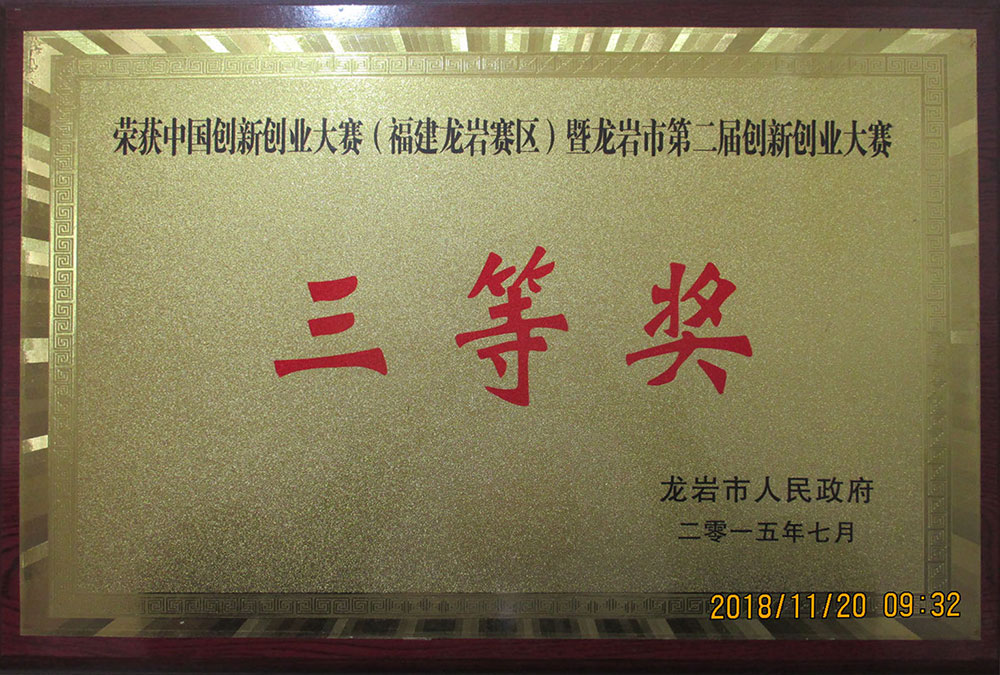 荣获中国创新创业大赛（福建龙岩赛区）暨龙岩市第二届创新创业大赛
三等奖
龙岩市人民政府
二零一五年七月
2018/11/20 09:32